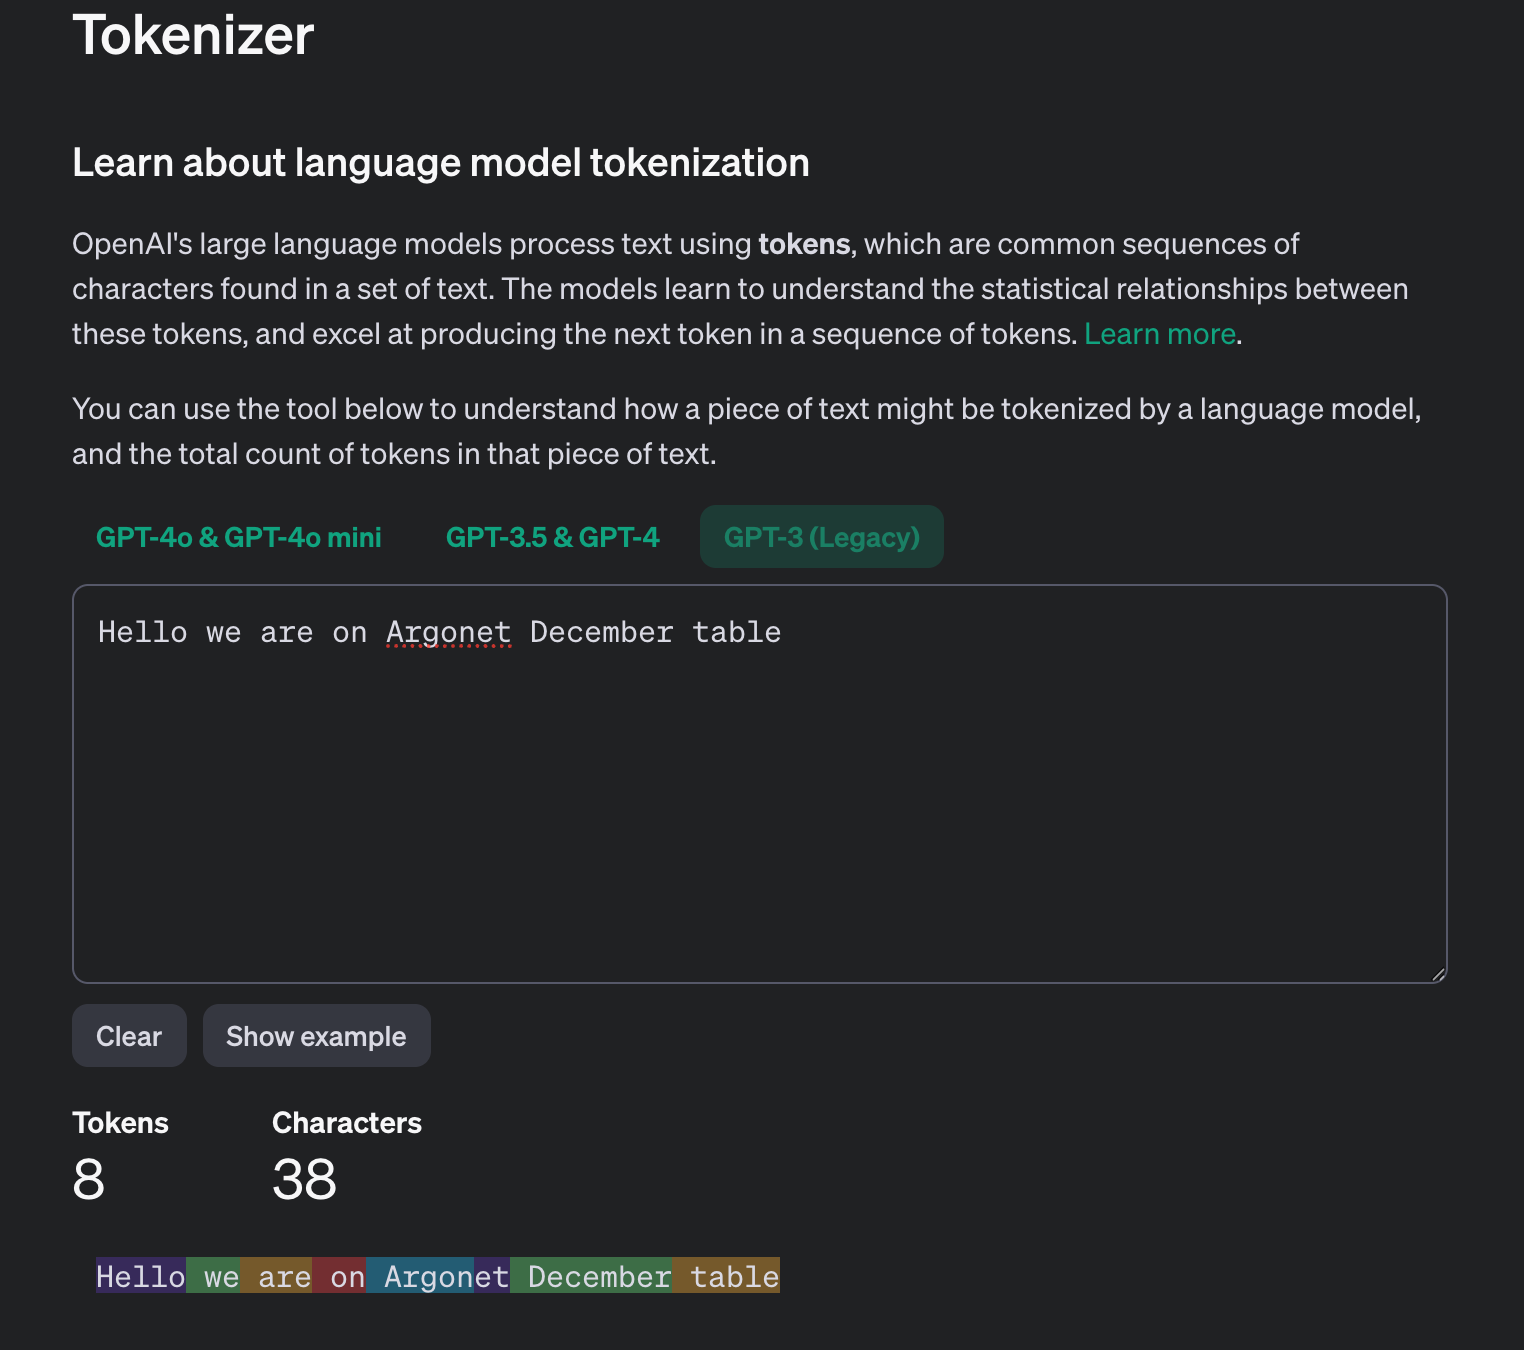 Tokenizer
Learn about language model tokenization
OpenAI's large language models process text using tokens, which are common sequences of
characters found in a set of text. The models learn to understand the statistical relationships between
these tokens, and excel at producing the next token in a sequence of tokens. Learn more.
You can use the tool below to understand how a piece of text might be tokenized by a language model,
and the total count of tokens in that piece of text.
GPT-4o & GPT-4o mini GPT-3.5 & GPT-4 GPT-3 (Legacy)
Hello we are on Argonet December table
Clear Show example
Tokens Characters
8 38
Hello we are on Argonet December table